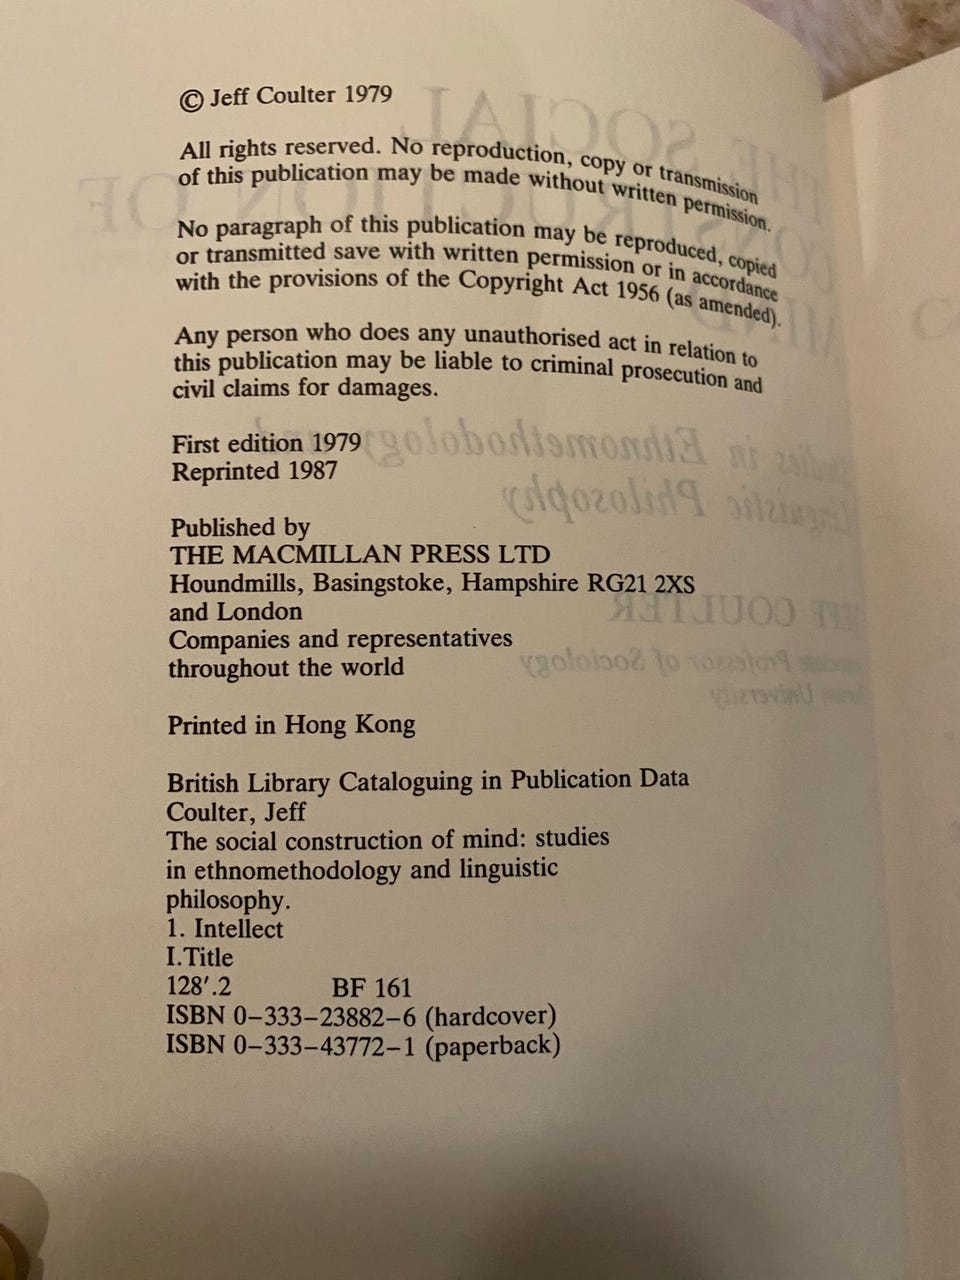 © Jeff Coulter 1979
All rights reserved. No reproduction, copy or transmission
of this publication may be made without written permission.
No paragraph of this publication may be reproduced, copied
or transmitted save with written permission or in accordance
with the provisions of the Copyright Act 1956 (as amended).
Any person who does any unauthorised act in relation to
this publication may be liable to criminal prosecution and
civil claims for damages.
First edition 1979
Reprinted 1987
Published by
THE MACMILLAN PRESS LTD
Houndmills, Basingstoke, Hampshire RG21 2XS
and London
Companies and representatives
throughout the world
Printed in Hong Kong
British Library Cataloguing in Publication Data
Coulter, Jeff
The social construction of mind: studies
in ethnomethodology and linguistic
philosophy.
1. Intellect
I.Title
128′.2 BF 161
ISBN 0–333–23882–6 (hardcover)
ISBN 0–333–43772–1 (paperback)